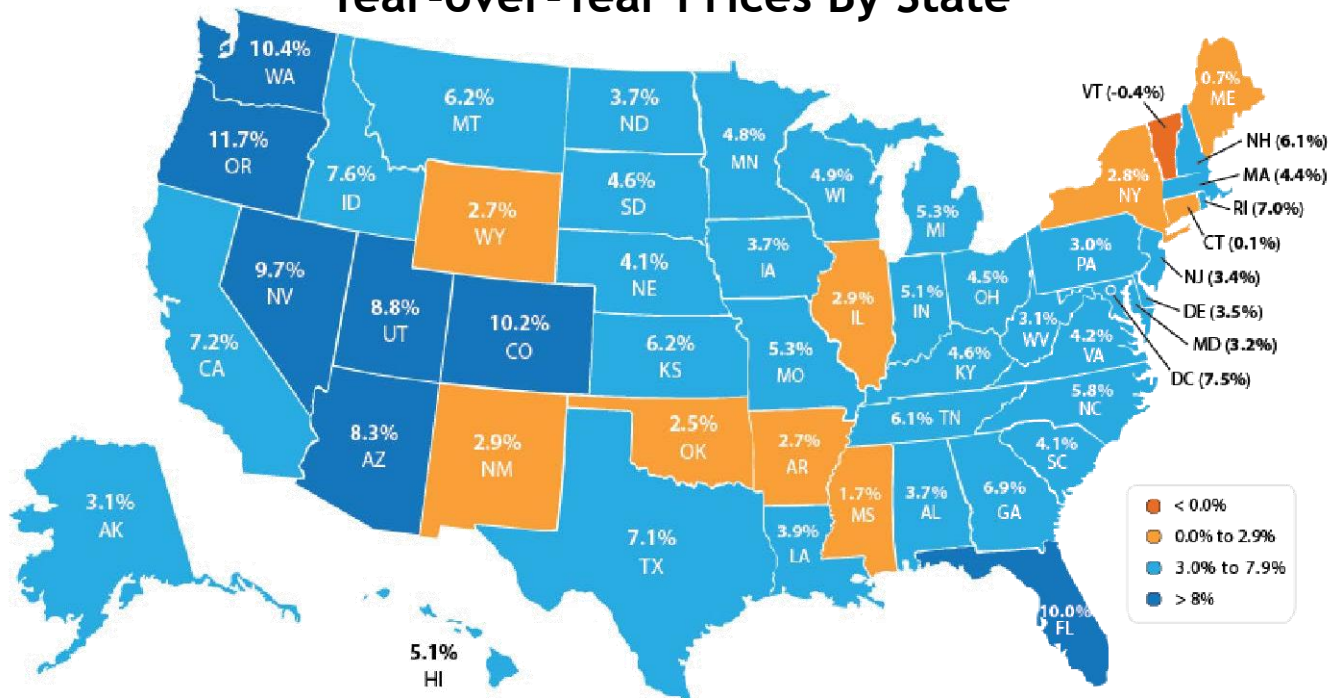 Year-over-Year Prices By State
10.4%
WA
11.7%
OR
7.6%
ID
6.2%
MT
3.7%
ND
4.8%
MN
4.9%
WI
5.3%
MI
0.7%
ME
VT (-0.4%)
NH (6.1%)
MA (4.4%)
RI (7.0%)
CT (0.1%)
NJ (3.4%)
DE (3.5%)
MD (3.2%)
DC (7.5%)
2.8%
NY
3.0%
PA
2.7%
WY
4.6%
SD
4.1%
NE
3.7%
IA
2.9%
IL
5.1%
IN
4.5%
OH
3.1%
WV
4.2%
VA
9.7%
NV
8.8%
UT
10.2%
CO
6.2%
KS
5.3%
MO
4.6%
KY
5.8%
NC
7.2%
CA
8.3%
AZ
2.9%
NM
2.5%
OK
2.7%
AR
6.1% TN
4.1%
SC
7.1%
TX
3.9%
LA
1.7%
MS
3.7%
AL
6.9%
GA
10.0%
FL
3.1%
AK
5.1%
HI
< 0.0%
0.0% to 2.9%
3.0% to 7.9%
> 8%